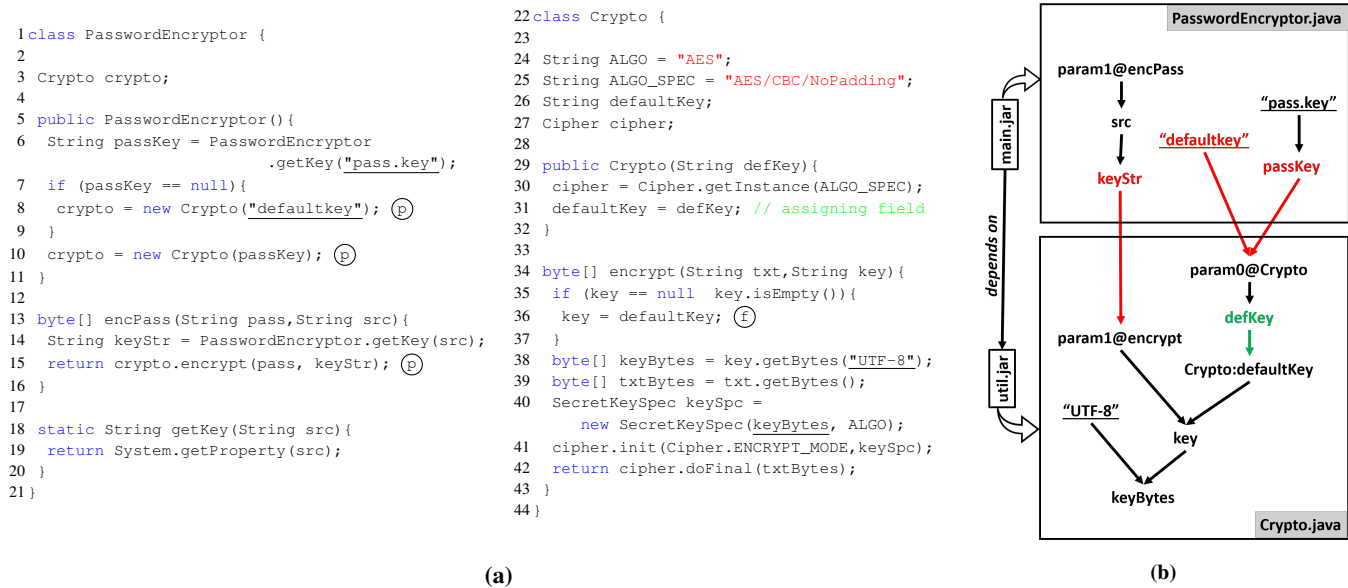 1 class PasswordEncryptor {
2
3 Crypto crypto;
4
5 public PasswordEncryptor(){
6 String passKey = PasswordEncryptor
.getKey("pass.key");
7 if (passKey == null){
8 crypto = new Crypto("defaultkey"); p
9 }
10 crypto = new Crypto(passKey); p
11 }
12
13 byte[] encPass(String pass,String src){
14 String keyStr = PasswordEncryptor.getKey(src);
15 return crypto.encrypt(pass, keyStr); p
16 }
17
18 static String getKey(String src){
19 return System.getProperty(src);
20 }
21 }
22 class Crypto {
23
24 String ALGO = "AES";
25 String ALGO_SPEC = "AES/CBC/NoPadding";
26 String defaultKey;
27 Cipher cipher;
28
29 public Crypto(String defKey){
30 cipher = Cipher.getInstance(ALGO_SPEC);
31 defaultKey = defKey; // assigning field
32 }
33
34 byte[] encrypt(String txt,String key){
35 if (key == null key.isEmpty()){
36 key = defaultKey; f
37 }
38 byte[] keyBytes = key.getBytes("UTF-8");
39 byte[] txtBytes = txt.getBytes();
40 SecretKeySpec keySpc =
new SecretKeySpec(keyBytes, ALGO);
41 cipher.init(Cipher.ENCRYPT_MODE,keySpc);
42 return cipher.doFinal(txtBytes);
43 }
44 }
(a)
PasswordEncryptor.java
param1@encPass
src
keyStr
“pass.key”
“defaultkey”
passKey
main.jar
depends on
util.jar
param0@Crypto
defKey
param1@encrypt
Crypto:defaultKey
“UTF-8”
key
keyBytes
Crypto.java
(b)